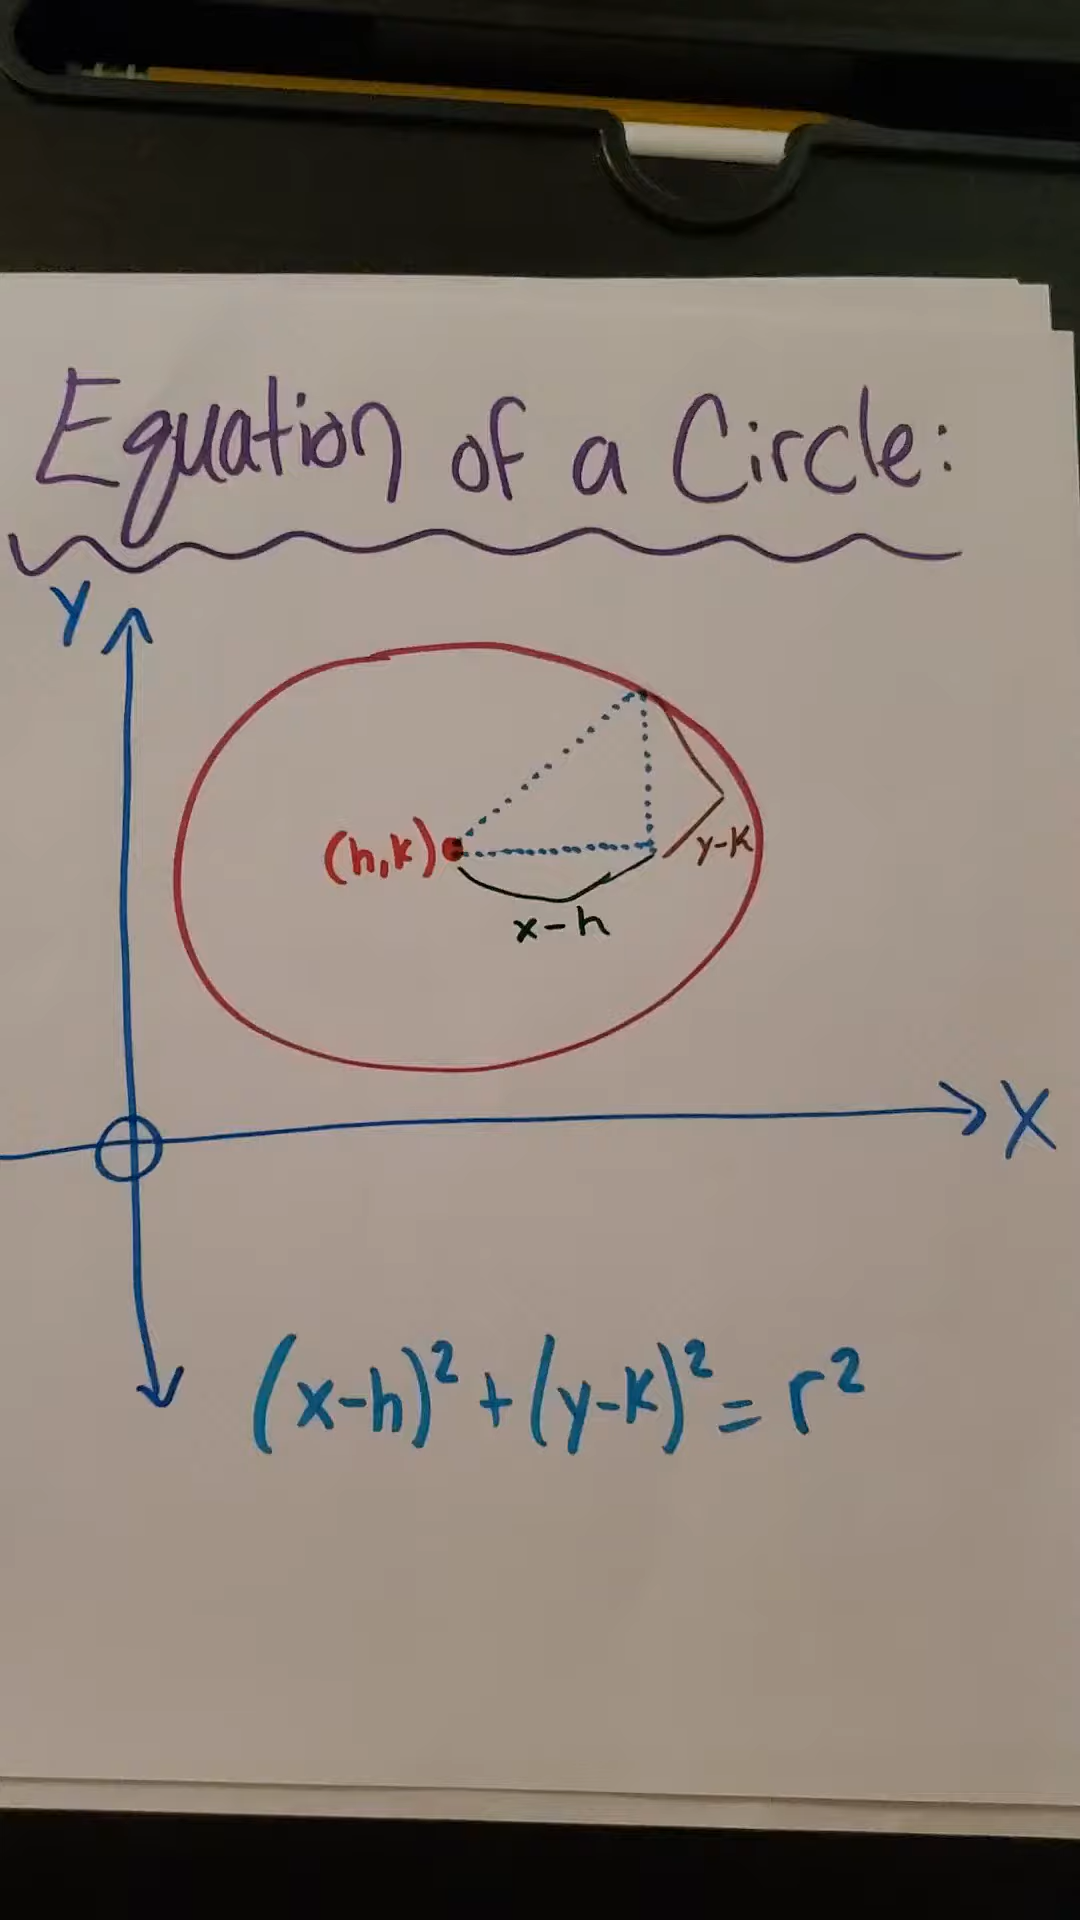 Equation of a Circle:
Y
(h,k)
y-k
x-h
X
(x-h)² + (y-k)² = r²